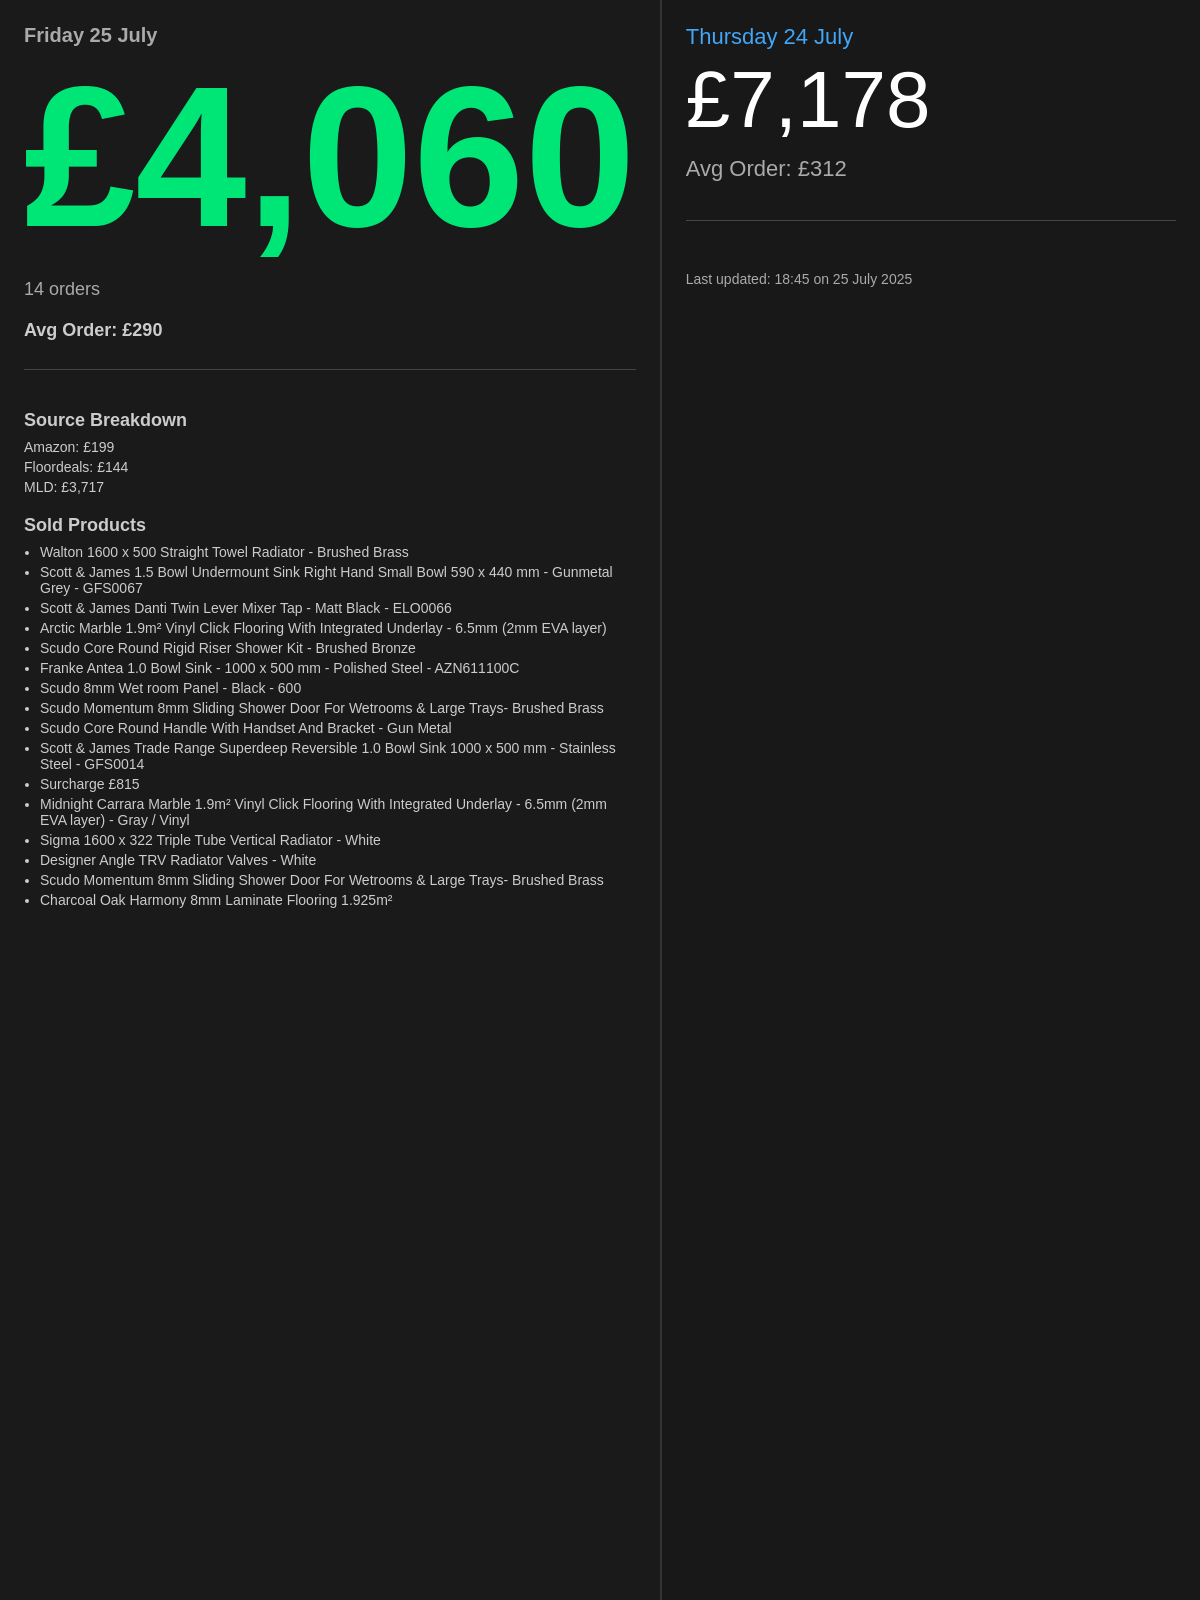 Friday 25 July
£4,060
14 orders
Avg Order: £290
Source Breakdown
Amazon: £199
Floordeals: £144
MLD: £3,717
Sold Products
• Walton 1600 x 500 Straight Towel Radiator - Brushed Brass
• Scott & James 1.5 Bowl Undermount Sink Right Hand Small Bowl 590 x 440 mm - Gunmetal
Grey - GFS0067
• Scott & James Danti Twin Lever Mixer Tap - Matt Black - ELO0066
• Arctic Marble 1.9m² Vinyl Click Flooring With Integrated Underlay - 6.5mm (2mm EVA layer)
• Scudo Core Round Rigid Riser Shower Kit - Brushed Bronze
• Franke Antea 1.0 Bowl Sink - 1000 x 500 mm - Polished Steel - AZN611100C
• Scudo 8mm Wet room Panel - Black - 600
• Scudo Momentum 8mm Sliding Shower Door For Wetrooms & Large Trays- Brushed Brass
• Scudo Core Round Handle With Handset And Bracket - Gun Metal
• Scott & James Trade Range Superdeep Reversible 1.0 Bowl Sink 1000 x 500 mm - Stainless
Steel - GFS0014
• Surcharge £815
• Midnight Carrara Marble 1.9m² Vinyl Click Flooring With Integrated Underlay - 6.5mm (2mm
EVA layer) - Gray / Vinyl
• Sigma 1600 x 322 Triple Tube Vertical Radiator - White
• Designer Angle TRV Radiator Valves - White
• Scudo Momentum 8mm Sliding Shower Door For Wetrooms & Large Trays- Brushed Brass
• Charcoal Oak Harmony 8mm Laminate Flooring 1.925m²
Thursday 24 July
£7,178
Avg Order: £312
Last updated: 18:45 on 25 July 2025